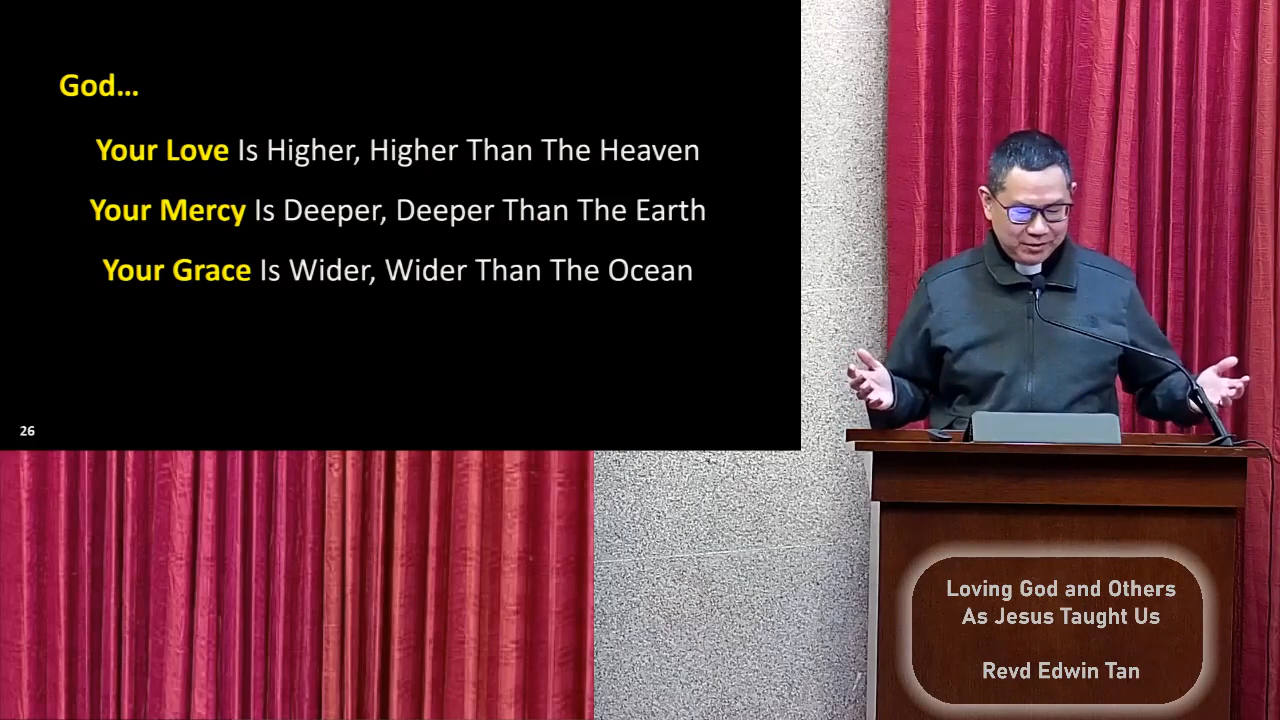 God...
Your Love Is Higher, Higher Than The Heaven
Your Mercy Is Deeper, Deeper Than The Earth
Your Grace Is Wider, Wider Than The Ocean
26
Loving God and Others
As Jesus Taught Us
Revd Edwin Tan